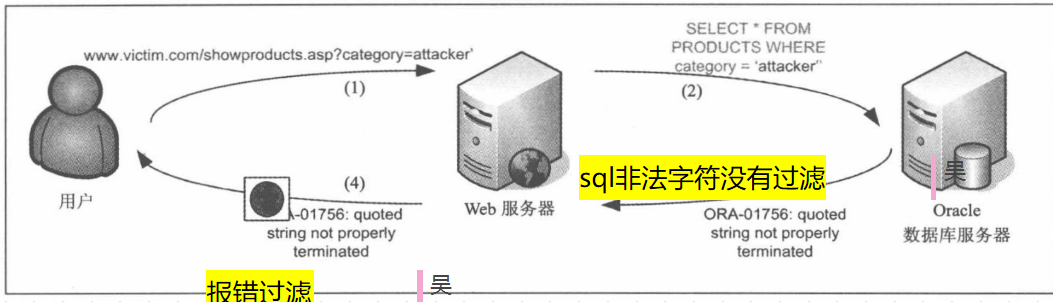 www.victim.com/showproducts.asp?category=attacker'
(1)
SELECT * FROM
PRODUCTS WHERE
category = 'attacker''
(2)
用户
(4)
A-01756: quoted
string not properly
terminated
Web 服务器
sql非法字符没有过滤
ORA-01756: quoted
string not properly
terminated
吴
Oracle
数据库服务器
报错过滤
吴